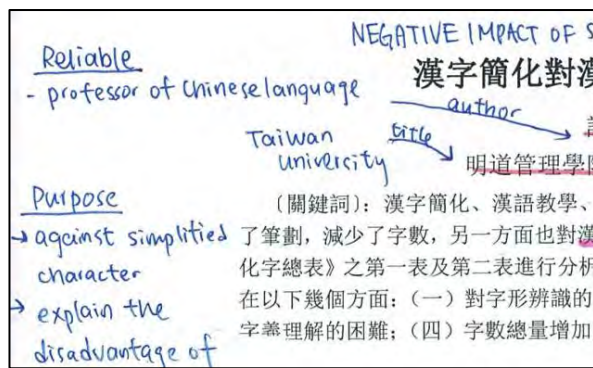 NEGATIVE IMPACT OF S
Reliable
- professor of Chinese language
漢字簡化對漢
author
Taiwan university
title
明道管理學院
Purpose
→ against simplified character
→ explain the disadvantage of
〔關鍵詞〕：漢字簡化、漢語教學、
了筆劃，減少了字數，另一方面也對漢
化字總表》之第一表及第二表進行分析
在以下幾個方面：（一）對字形辨識的
字義理解的困難；（四）字數總量增加